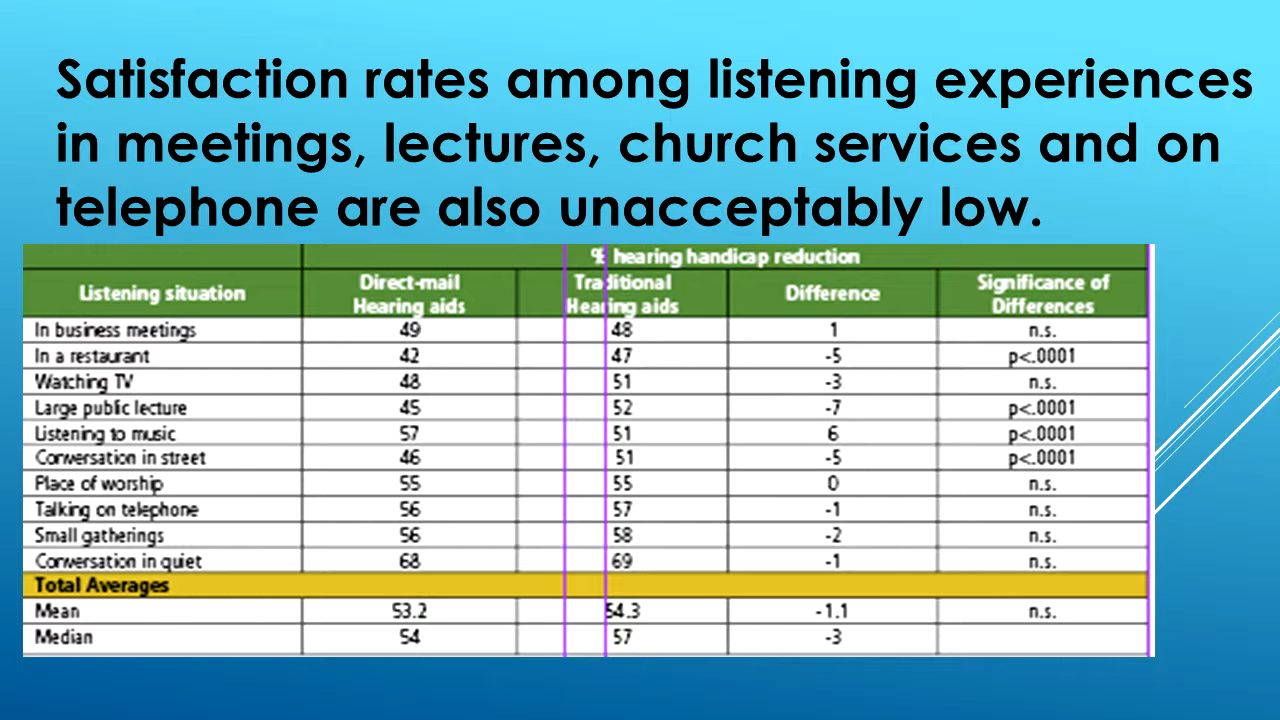 Satisfaction rates among listening experiences
in meetings, lectures, church services and on
telephone are also unacceptably low.
% hearing handicap reduction
Listening situation Direct-mail Hearing aids Traditional Hearing aids Difference Significance of Differences
In business meetings 49 48 1 n.s.
In a restaurant 42 47 -5 p<.0001
Watching TV 48 51 -3 n.s.
Large public lecture 45 52 -7 p<.0001
Listening to music 57 51 6 p<.0001
Conversation in street 46 51 -5 p<.0001
Place of worship 55 55 0 n.s.
Talking on telephone 56 57 -1 n.s.
Small gatherings 56 58 -2 n.s.
Conversation in quiet 68 69 -1 n.s.
Total Averages
Mean 53.2 54.3 -1.1 n.s.
Median 54 57 -3